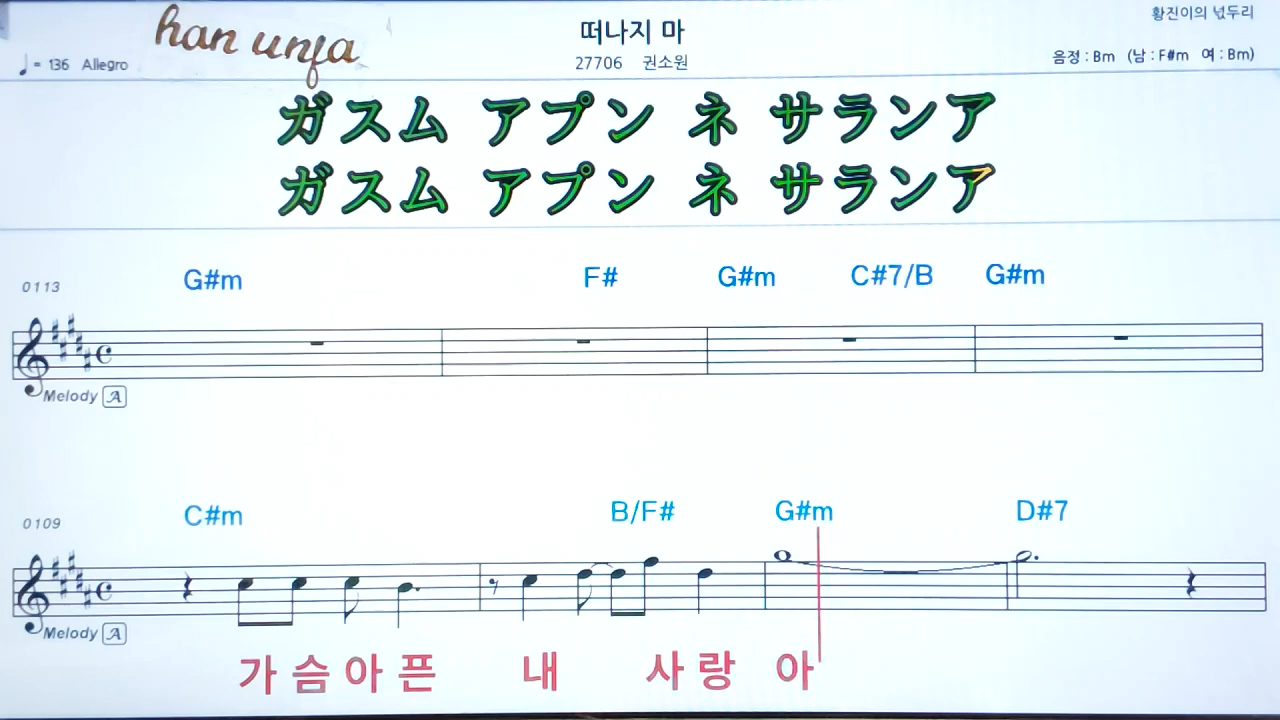 han unja
떠나지 마
황진이의 넋두리
♩= 136 Allegro
27706 권소원
음정 : Bm (남 : F#m 여 : Bm)
ガスム アプン ネ サランア
ガスム アプン ネ サランア
G#m F# G#m C#7/B G#m
0113
Melody A
C#m B/F# G#m D#7
0109
Melody A
가 슴 아 픈 내 사 랑 아